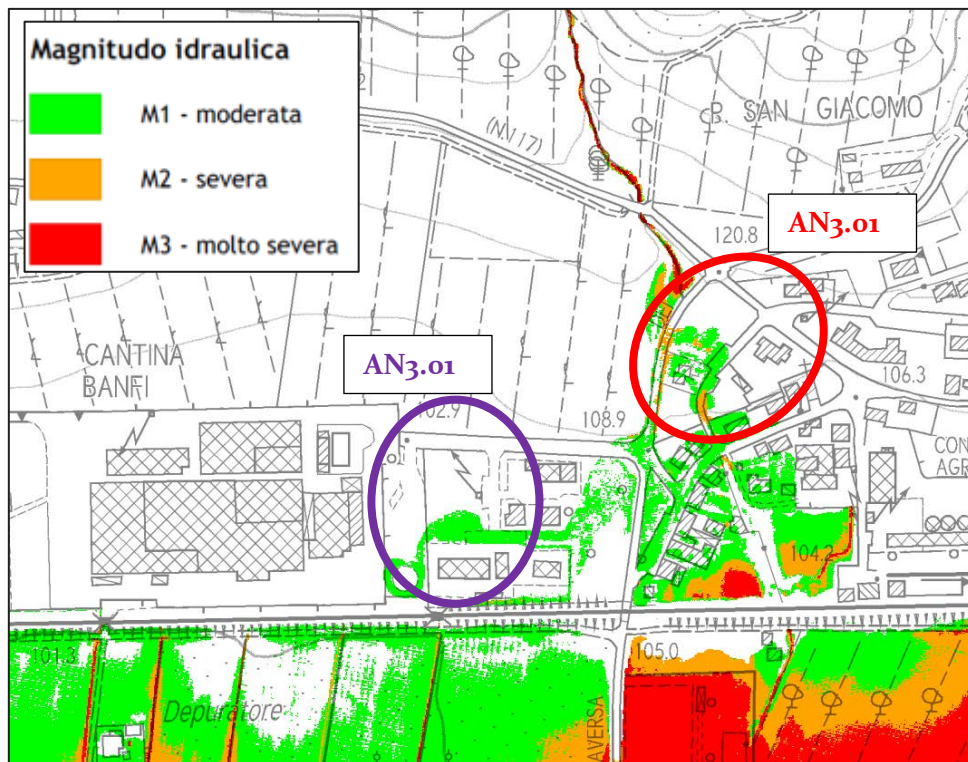 Magnitudo idraulica
M1 - moderata
M2 - severa
M3 - molto severa
(M.117)
P. SAN GIACOMO
AN3.01
120.8
CANTINA
BANFI
AN3.01
102.9
108.9
106.3
CON
AGR
104.2
101.3
105.0
Depuratore
AVERSA